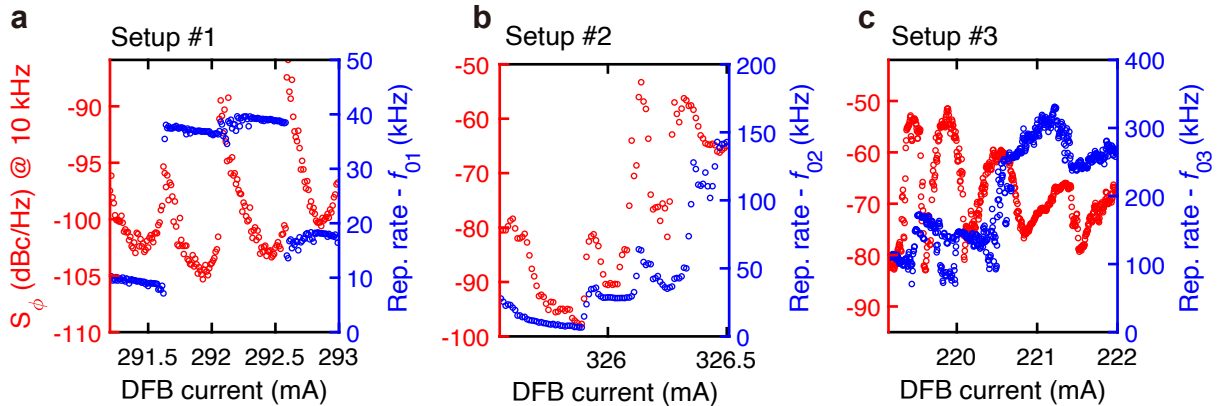 a
Setup #1
S_ϕ (dBc/Hz) @ 10 kHz
-90
-95
-100
-105
-110
50
40
30
20
10
0
Rep. rate - f₀₁ (kHz)
291.5 292 292.5 293
DFB current (mA)
b
Setup #2
-50
-60
-70
-80
-90
-100
200
150
100
50
0
Rep. rate - f₀₂ (kHz)
326 326.5
DFB current (mA)
c
Setup #3
-50
-60
-70
-80
-90
400
300
200
100
0
Rep. rate - f₀₃ (kHz)
220 221 222
DFB current (mA)